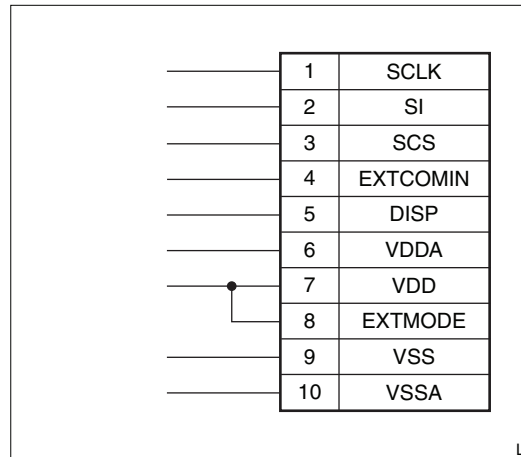 1 SCLK
2 SI
3 SCS
4 EXTCOMIN
5 DISP
6 VDDA
7 VDD
8 EXTMODE
9 VSS
10 VSSA